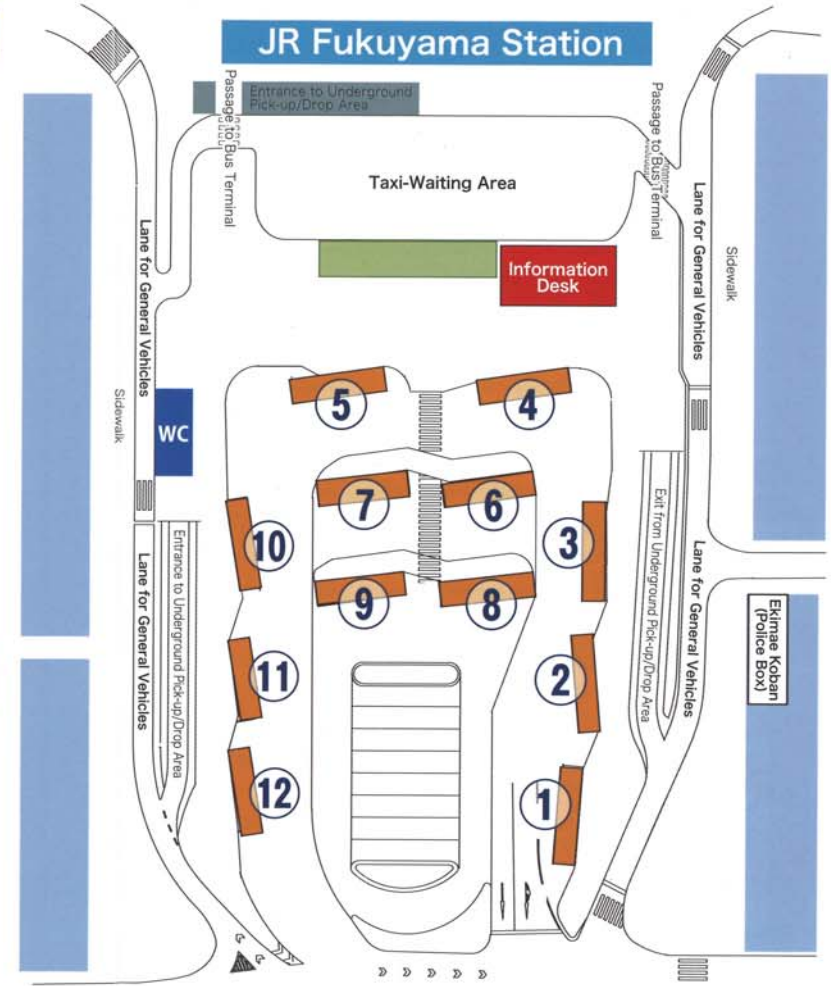 JR Fukuyama Station
Entrance to Underground
Pick-up/Drop Area
Passage to Bus Terminal
Passage to Bus Terminal
Taxi-Waiting Area
Information
Desk
Lane for General Vehicles
Lane for General Vehicles
Sidewalk
Sidewalk
WC
5
4
7
6
10
3
9
8
11
2
12
1
Entrance to Underground Pick-up/Drop Area
Exit from Underground Pick-up/Drop Area
Lane for General Vehicles
Lane for General Vehicles
Ekimae Koban
(Police Box)